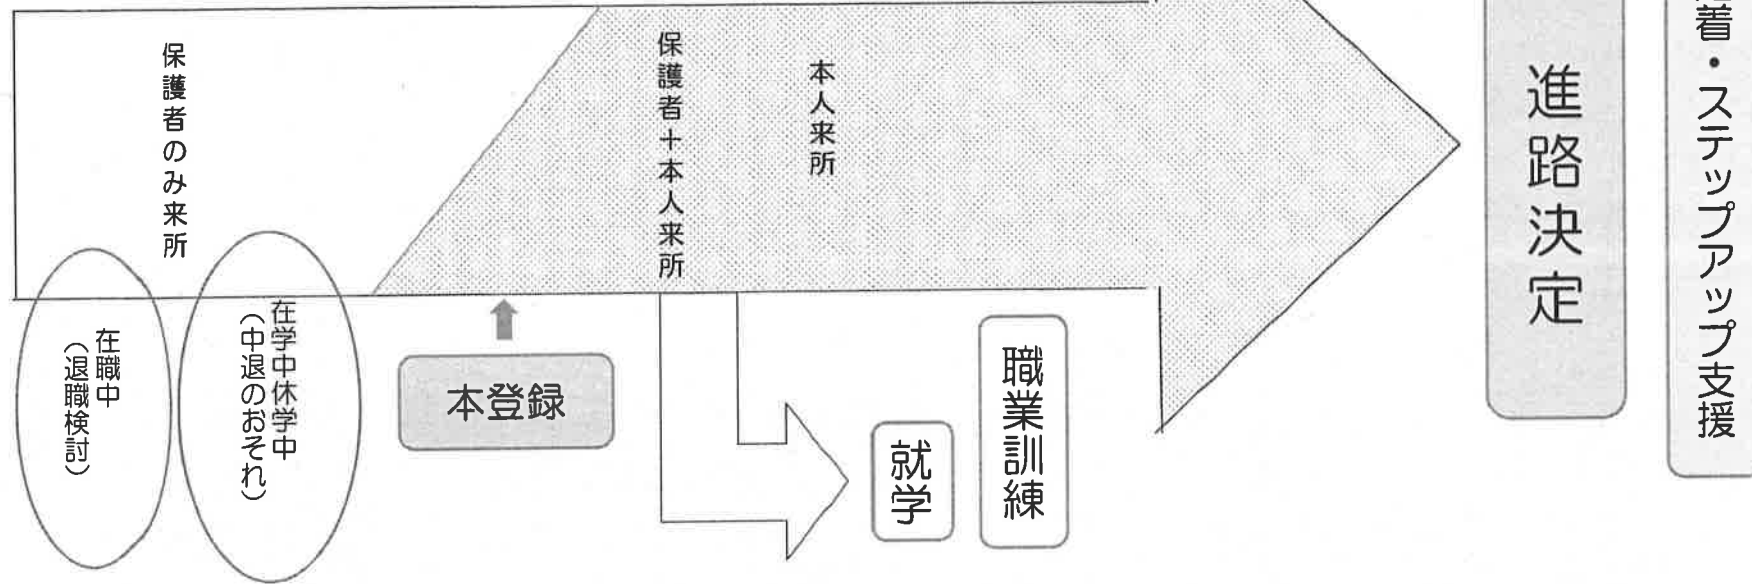 保護者のみ来所
保護者＋本人来所
本人来所
進路決定
着・ステップアップ支援
在職中
（退職検討）
在学中休学中
（中退のおそれ）
本登録
就学
職業訓練